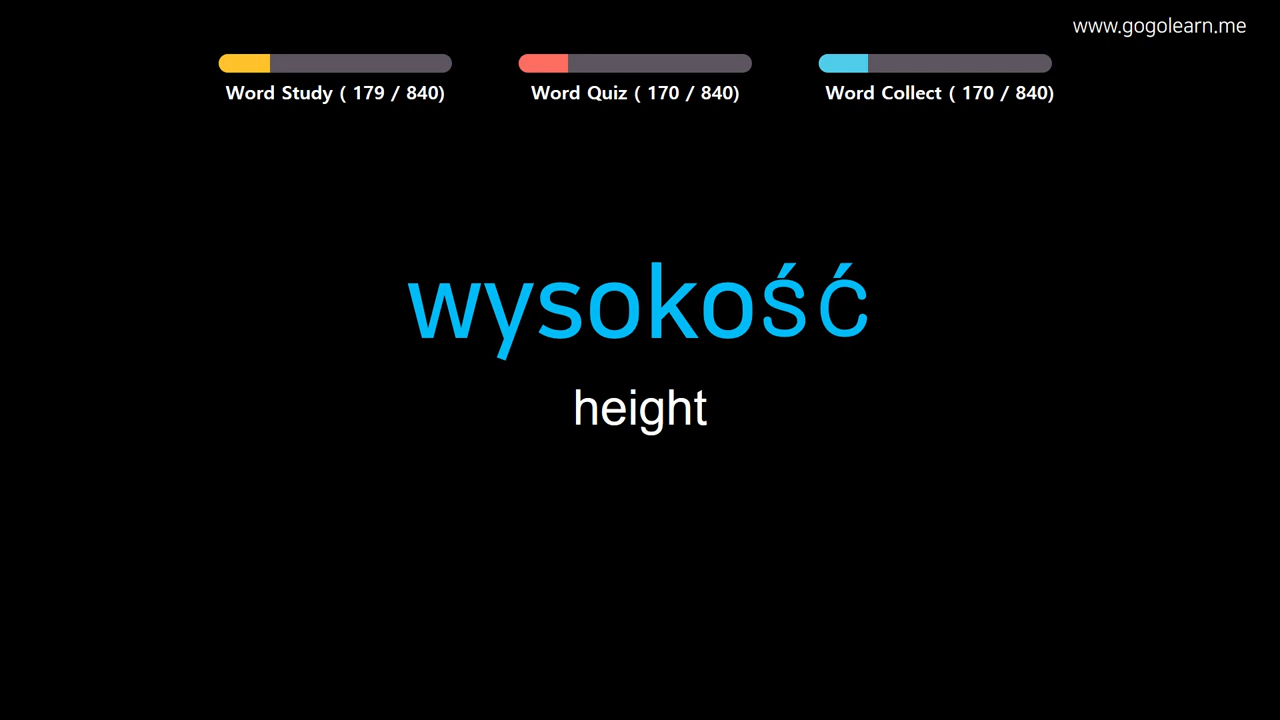 www.gogolearn.me
Word Study ( 179 / 840)
Word Quiz ( 170 / 840)
Word Collect ( 170 / 840)
wysokość
height